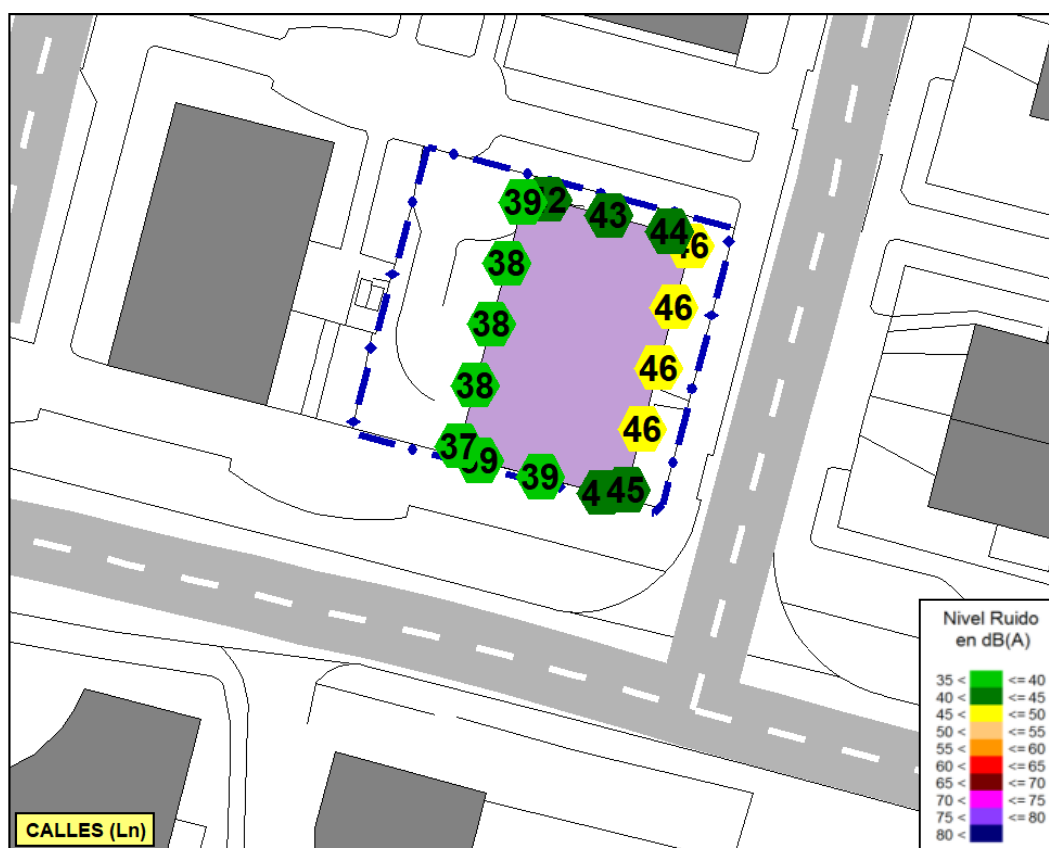 39
43
44
38
46
38
46
38
46
37
39
45
Nivel Ruido
en dB(A)
35 < <= 40
40 < <= 45
45 < <= 50
50 < <= 55
55 < <= 60
60 < <= 65
65 < <= 70
70 < <= 75
75 < <= 80
80 <
CALLES (Ln)